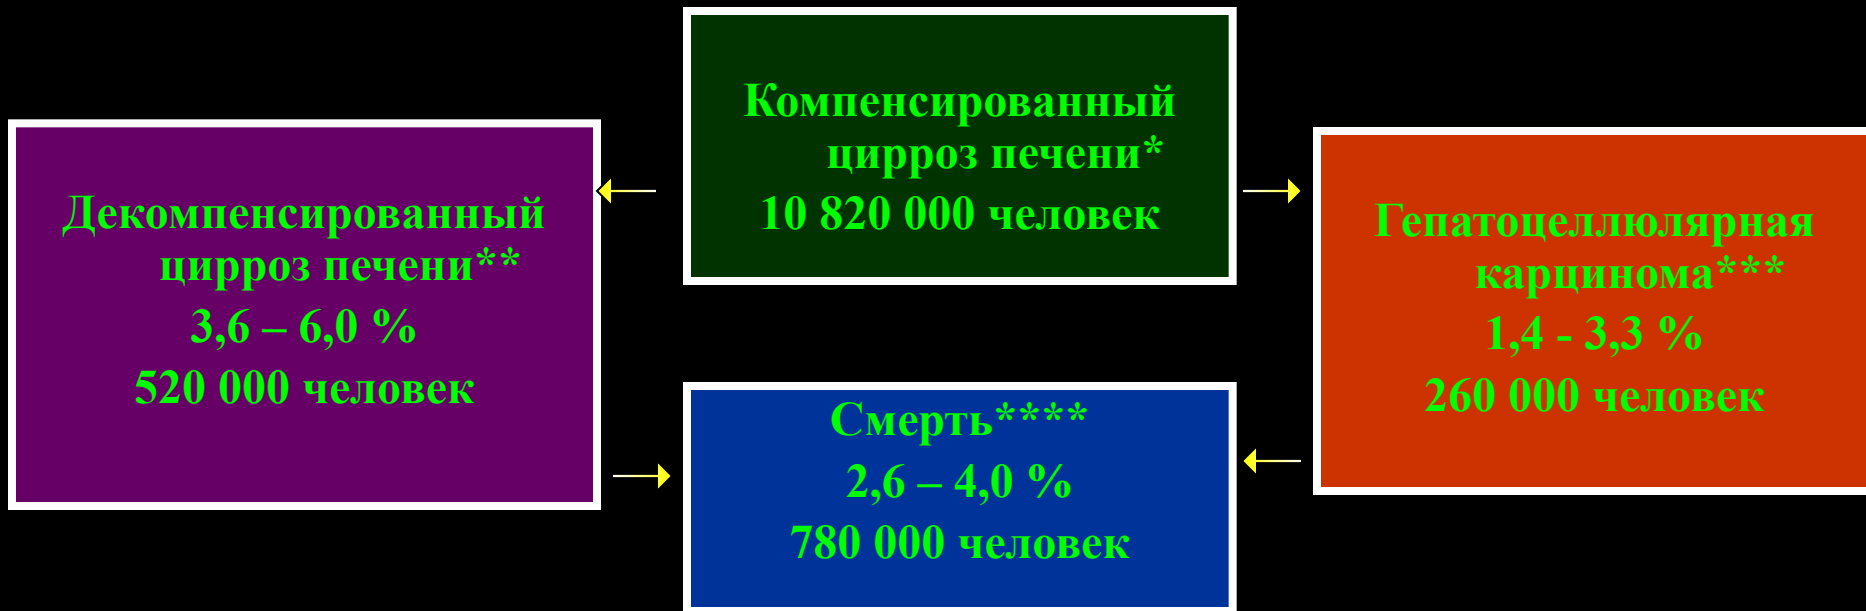 Компенсированный
цирроз печени*
10 820 000 человек
Декомпенсированный
цирроз печени**
3,6 – 6,0 %
520 000 человек
Гепатоцеллюлярная
карцинома***
1,4 - 3,3 %
260 000 человек
Смерть****
2,6 – 4,0 %
780 000 человек